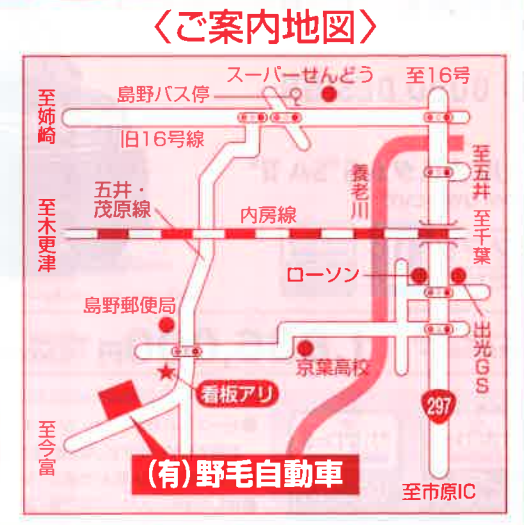 〈ご案内地図〉
スーパーせんどう
至16号
島野バス停
至姉崎
旧16号線
至五井
養老川
五井・
茂原線
内房線
至木更津
至千葉
ローソン
島野郵便局
出光GS
京葉高校
看板アリ
297
至今富
(有)野毛自動車
至市原IC